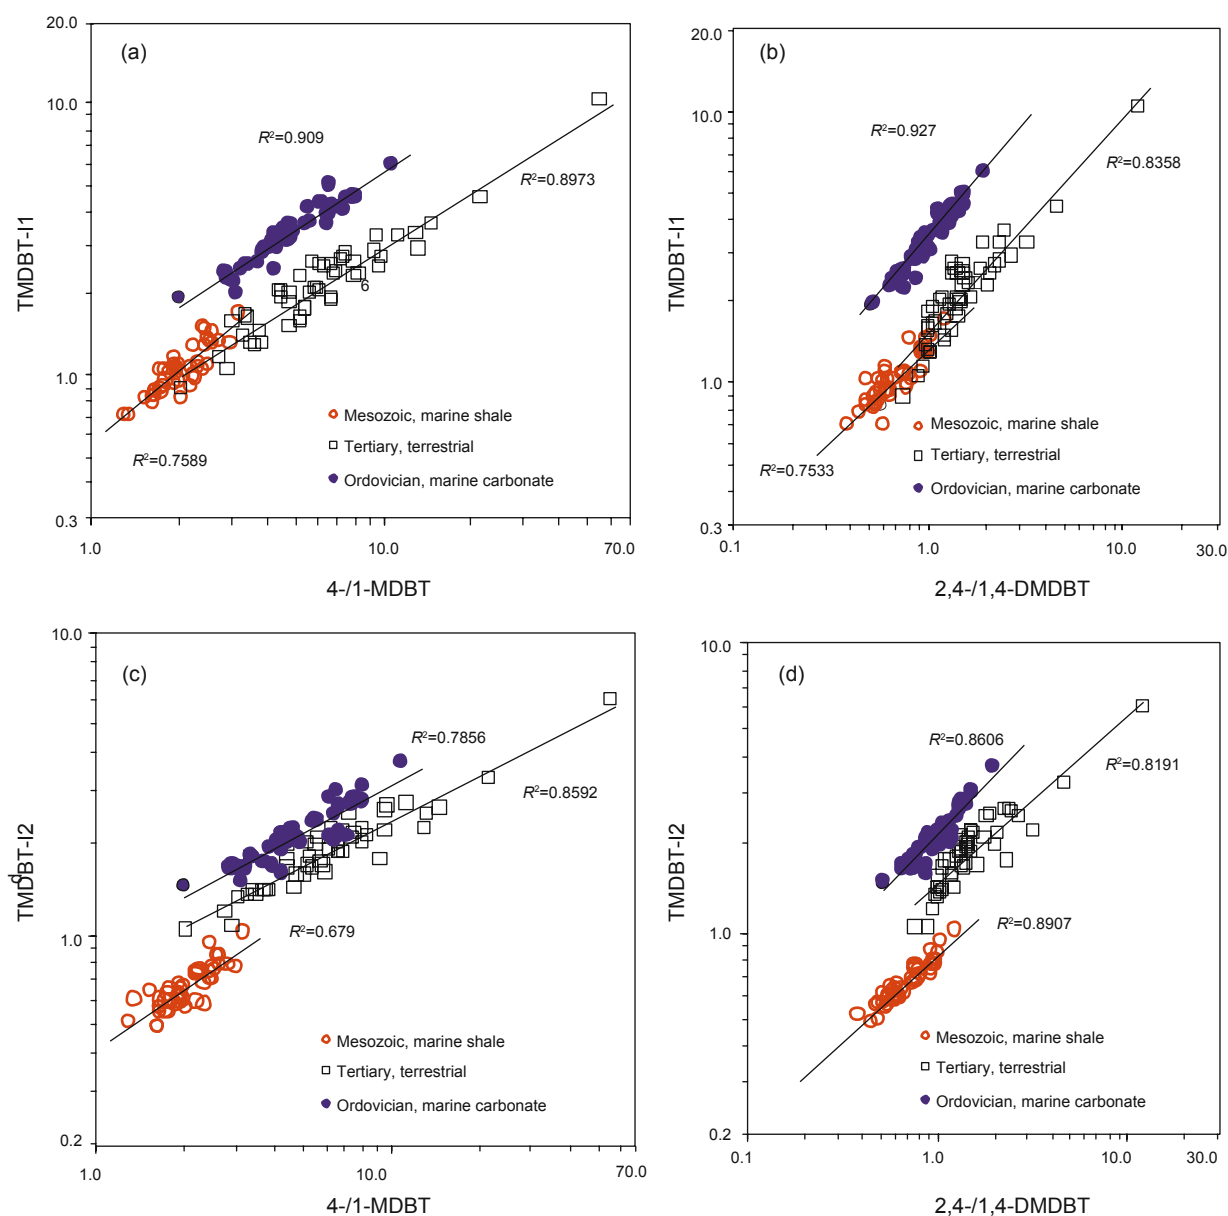 (a)
20.0
10.0
1.0
0.3
TMDBT-I1
R²=0.909
R²=0.8973
6
R²=0.7589
Mesozoic, marine shale
Tertiary, terrestrial
Ordovician, marine carbonate
1.0
10.0
70.0
4-/1-MDBT
(b)
20.0
10.0
1.0
0.3
TMDBT-I1
R²=0.927
R²=0.8358
R²=0.7533
Mesozoic, marine shale
Tertiary, terrestrial
Ordovician, marine carbonate
0.1
1.0
10.0
30.0
2,4-/1,4-DMDBT
(c)
10.0
1.0
0.2
TMDBT-I2
d
R²=0.7856
R²=0.8592
R²=0.679
Mesozoic, marine shale
Tertiary, terrestrial
Ordovician, marine carbonate
1.0
10.0
70.0
4-/1-MDBT
(d)
10.0
1.0
0.2
TMDBT-I2
R²=0.8606
R²=0.8191
R²=0.8907
Mesozoic, marine shale
Tertiary, terrestrial
Ordovician, marine carbonate
0.1
1.0
10.0
30.0
2,4-/1,4-DMDBT